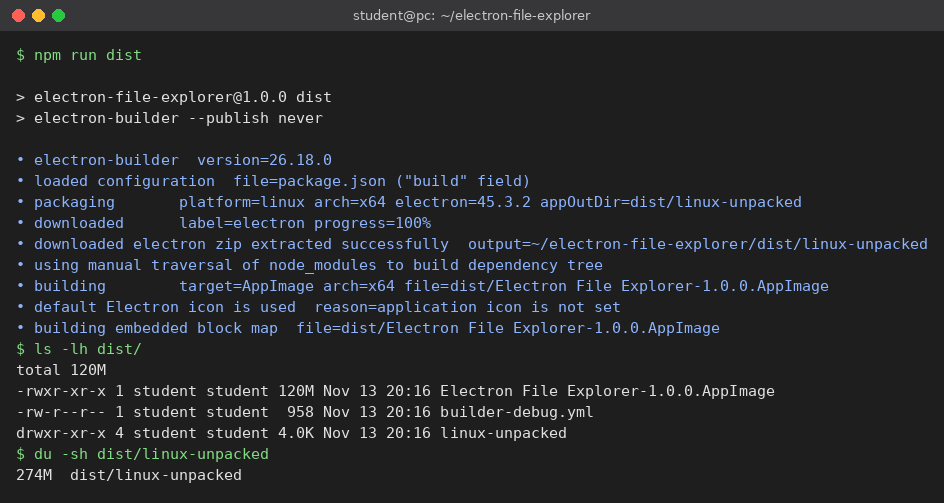 student@pc: ~/electron-file-explorer
$ npm run dist
> electron-file-explorer@1.0.0 dist
> electron-builder --publish never
• electron-builder  version=26.18.0
• loaded configuration  file=package.json ("build" field)
• packaging       platform=linux arch=x64 electron=45.3.2 appOutDir=dist/linux-unpacked
• downloaded      label=electron progress=100%
• downloaded electron zip extracted successfully  output=~/electron-file-explorer/dist/linux-unpacked
• using manual traversal of node_modules to build dependency tree
• building        target=AppImage arch=x64 file=dist/Electron File Explorer-1.0.0.AppImage
• default Electron icon is used  reason=application icon is not set
• building embedded block map  file=dist/Electron File Explorer-1.0.0.AppImage
$ ls -lh dist/
total 120M
-rwxr-xr-x 1 student student 120M Nov 13 20:16 Electron File Explorer-1.0.0.AppImage
-rw-r--r-- 1 student student  958 Nov 13 20:16 builder-debug.yml
drwxr-xr-x 4 student student 4.0K Nov 13 20:16 linux-unpacked
$ du -sh dist/linux-unpacked
274M  dist/linux-unpacked